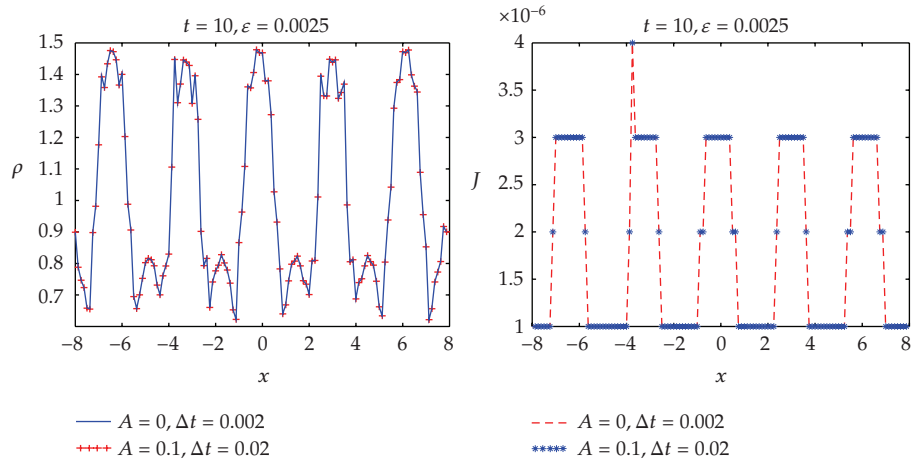 t = 10, ε = 0.0025
ρ
1.5
1.4
1.3
1.2
1
0.9
0.8
0.7
−8 −6 −4 −2 0 2 4 6 8
x
A = 0, Δt = 0.002
A = 0.1, Δt = 0.02
×10−6
t = 10, ε = 0.0025
J
4
3.5
3
2.5
2
1.5
1
−8 −6 −4 −2 0 2 4 6 8
x
A = 0, Δt = 0.002
A = 0.1, Δt = 0.02